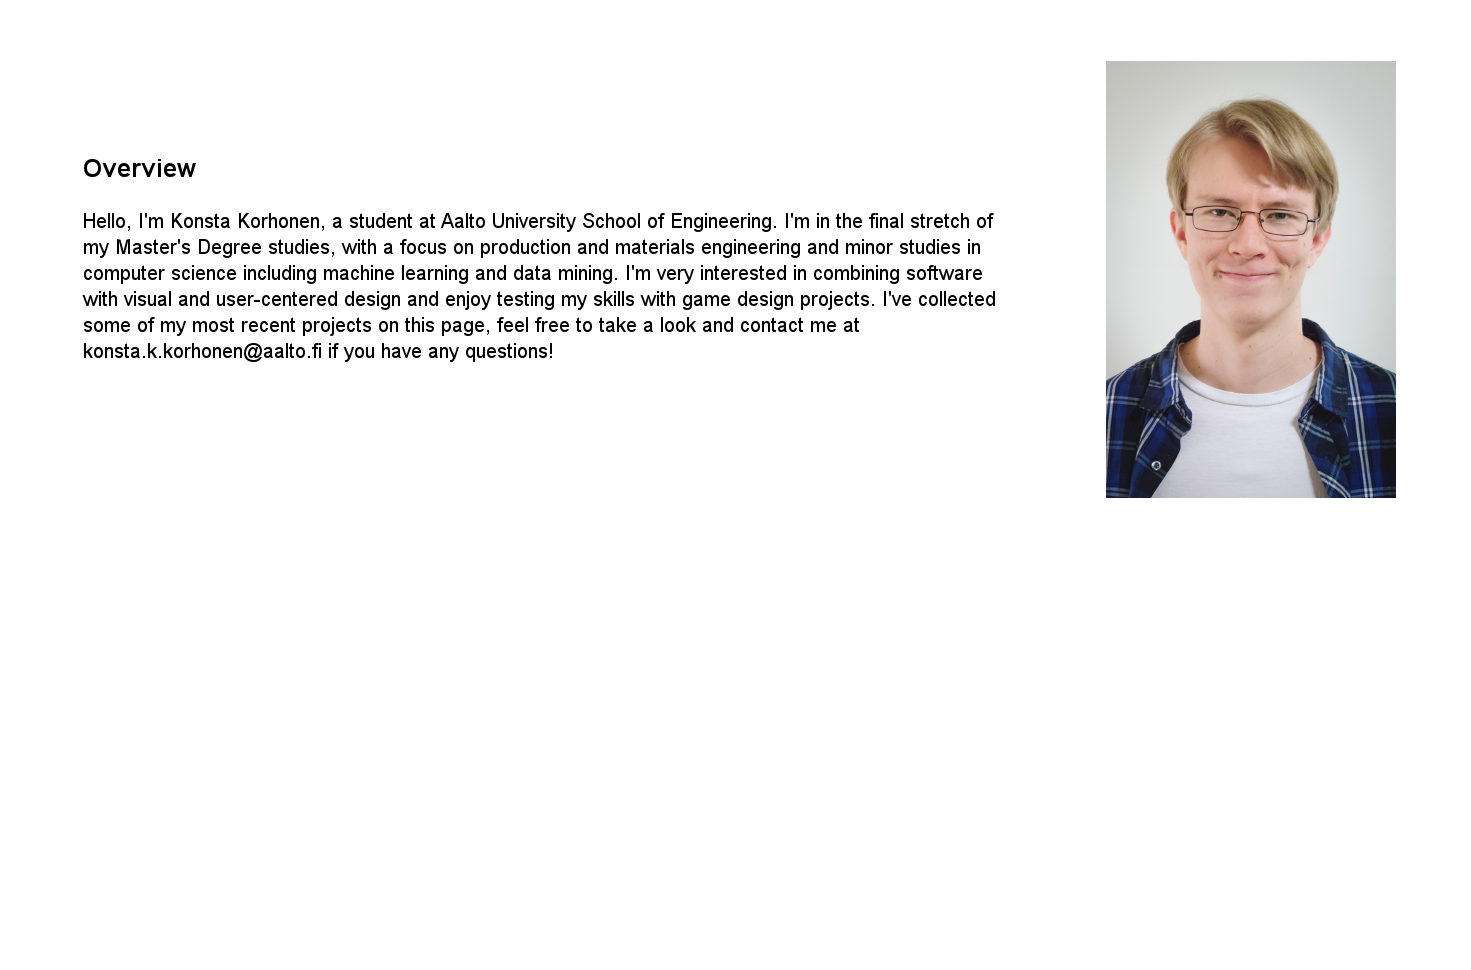 Overview
Hello, I'm Konsta Korhonen, a student at Aalto University School of Engineering. I'm in the final stretch of
my Master's Degree studies, with a focus on production and materials engineering and minor studies in
computer science including machine learning and data mining. I'm very interested in combining software
with visual and user-centered design and enjoy testing my skills with game design projects. I've collected
some of my most recent projects on this page, feel free to take a look and contact me at
konsta.k.korhonen@aalto.fi if you have any questions!